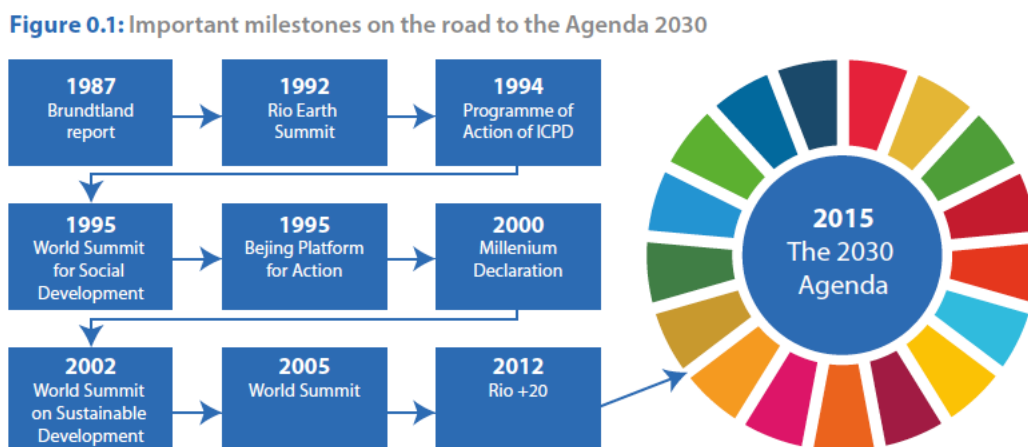 Figure 0.1: Important milestones on the road to the Agenda 2030
1987
Brundtland
report
1992
Rio Earth
Summit
1994
Programme of
Action of ICPD
1995
World Summit
for Social
Development
1995
Bejing Platform
for Action
2000
Millenium
Declaration
2002
World Summit
on Sustainable
Development
2005
World Summit
2012
Rio +20
2015
The 2030
Agenda